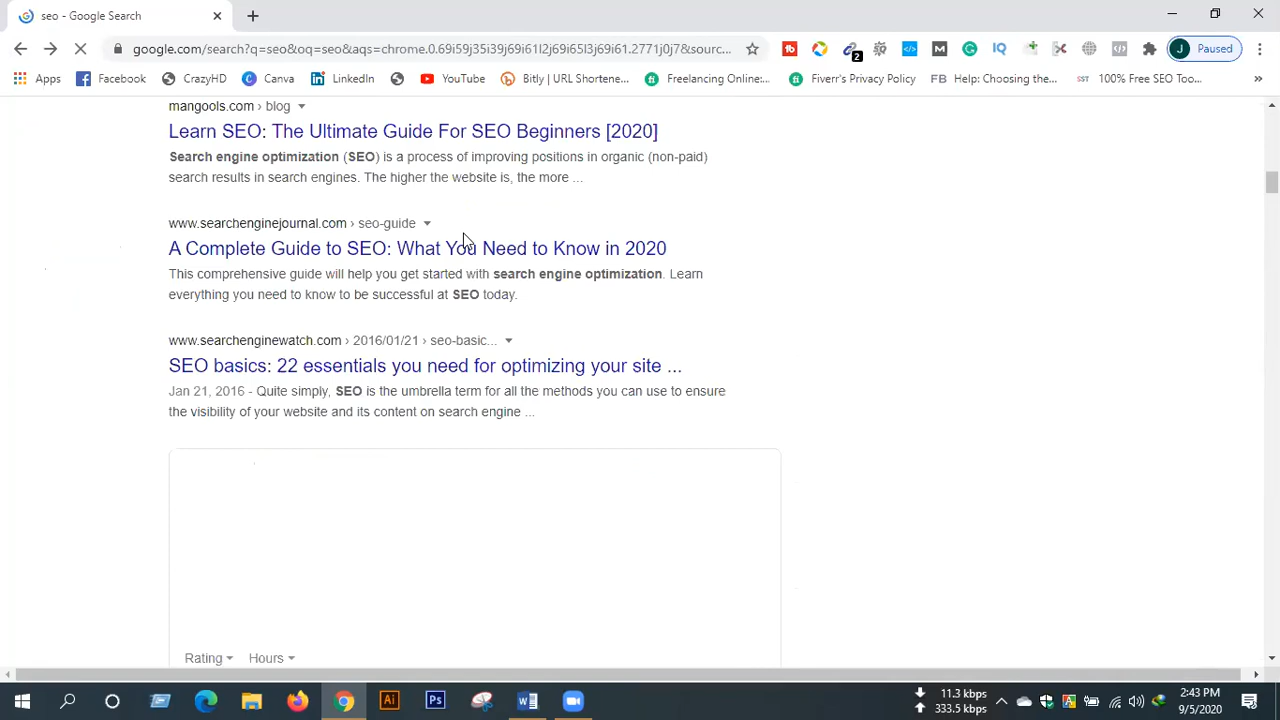 seo - Google Search
google.com/search?q=seo&oq=seo&aqs=chrome.0.69i59j35i39j69i61l2j69i65l3j69i61.2771j0j7&sourc...
2
M
IQ
J
Paused
Apps
Facebook
CrazyHD
Canva
LinkedIn
YouTube
Bitly | URL Shortene...
Freelancing Online:...
Fiverr's Privacy Policy
FB Help: Choosing the...
SST 100% Free SEO Too...
»
mangools.com › blog
Learn SEO: The Ultimate Guide For SEO Beginners [2020]
Search engine optimization (SEO) is a process of improving positions in organic (non-paid)
search results in search engines. The higher the website is, the more ...
www.searchenginejournal.com › seo-guide
A Complete Guide to SEO: What You Need to Know in 2020
This comprehensive guide will help you get started with search engine optimization. Learn
everything you need to know to be successful at SEO today.
www.searchenginewatch.com › 2016/01/21 › seo-basic...
SEO basics: 22 essentials you need for optimizing your site ...
Jan 21, 2016 - Quite simply, SEO is the umbrella term for all the methods you can use to ensure
the visibility of your website and its content on search engine ...
Rating
Hours
Ai
Ps
11.3 kbps
333.5 kbps
2:43 PM
9/5/2020